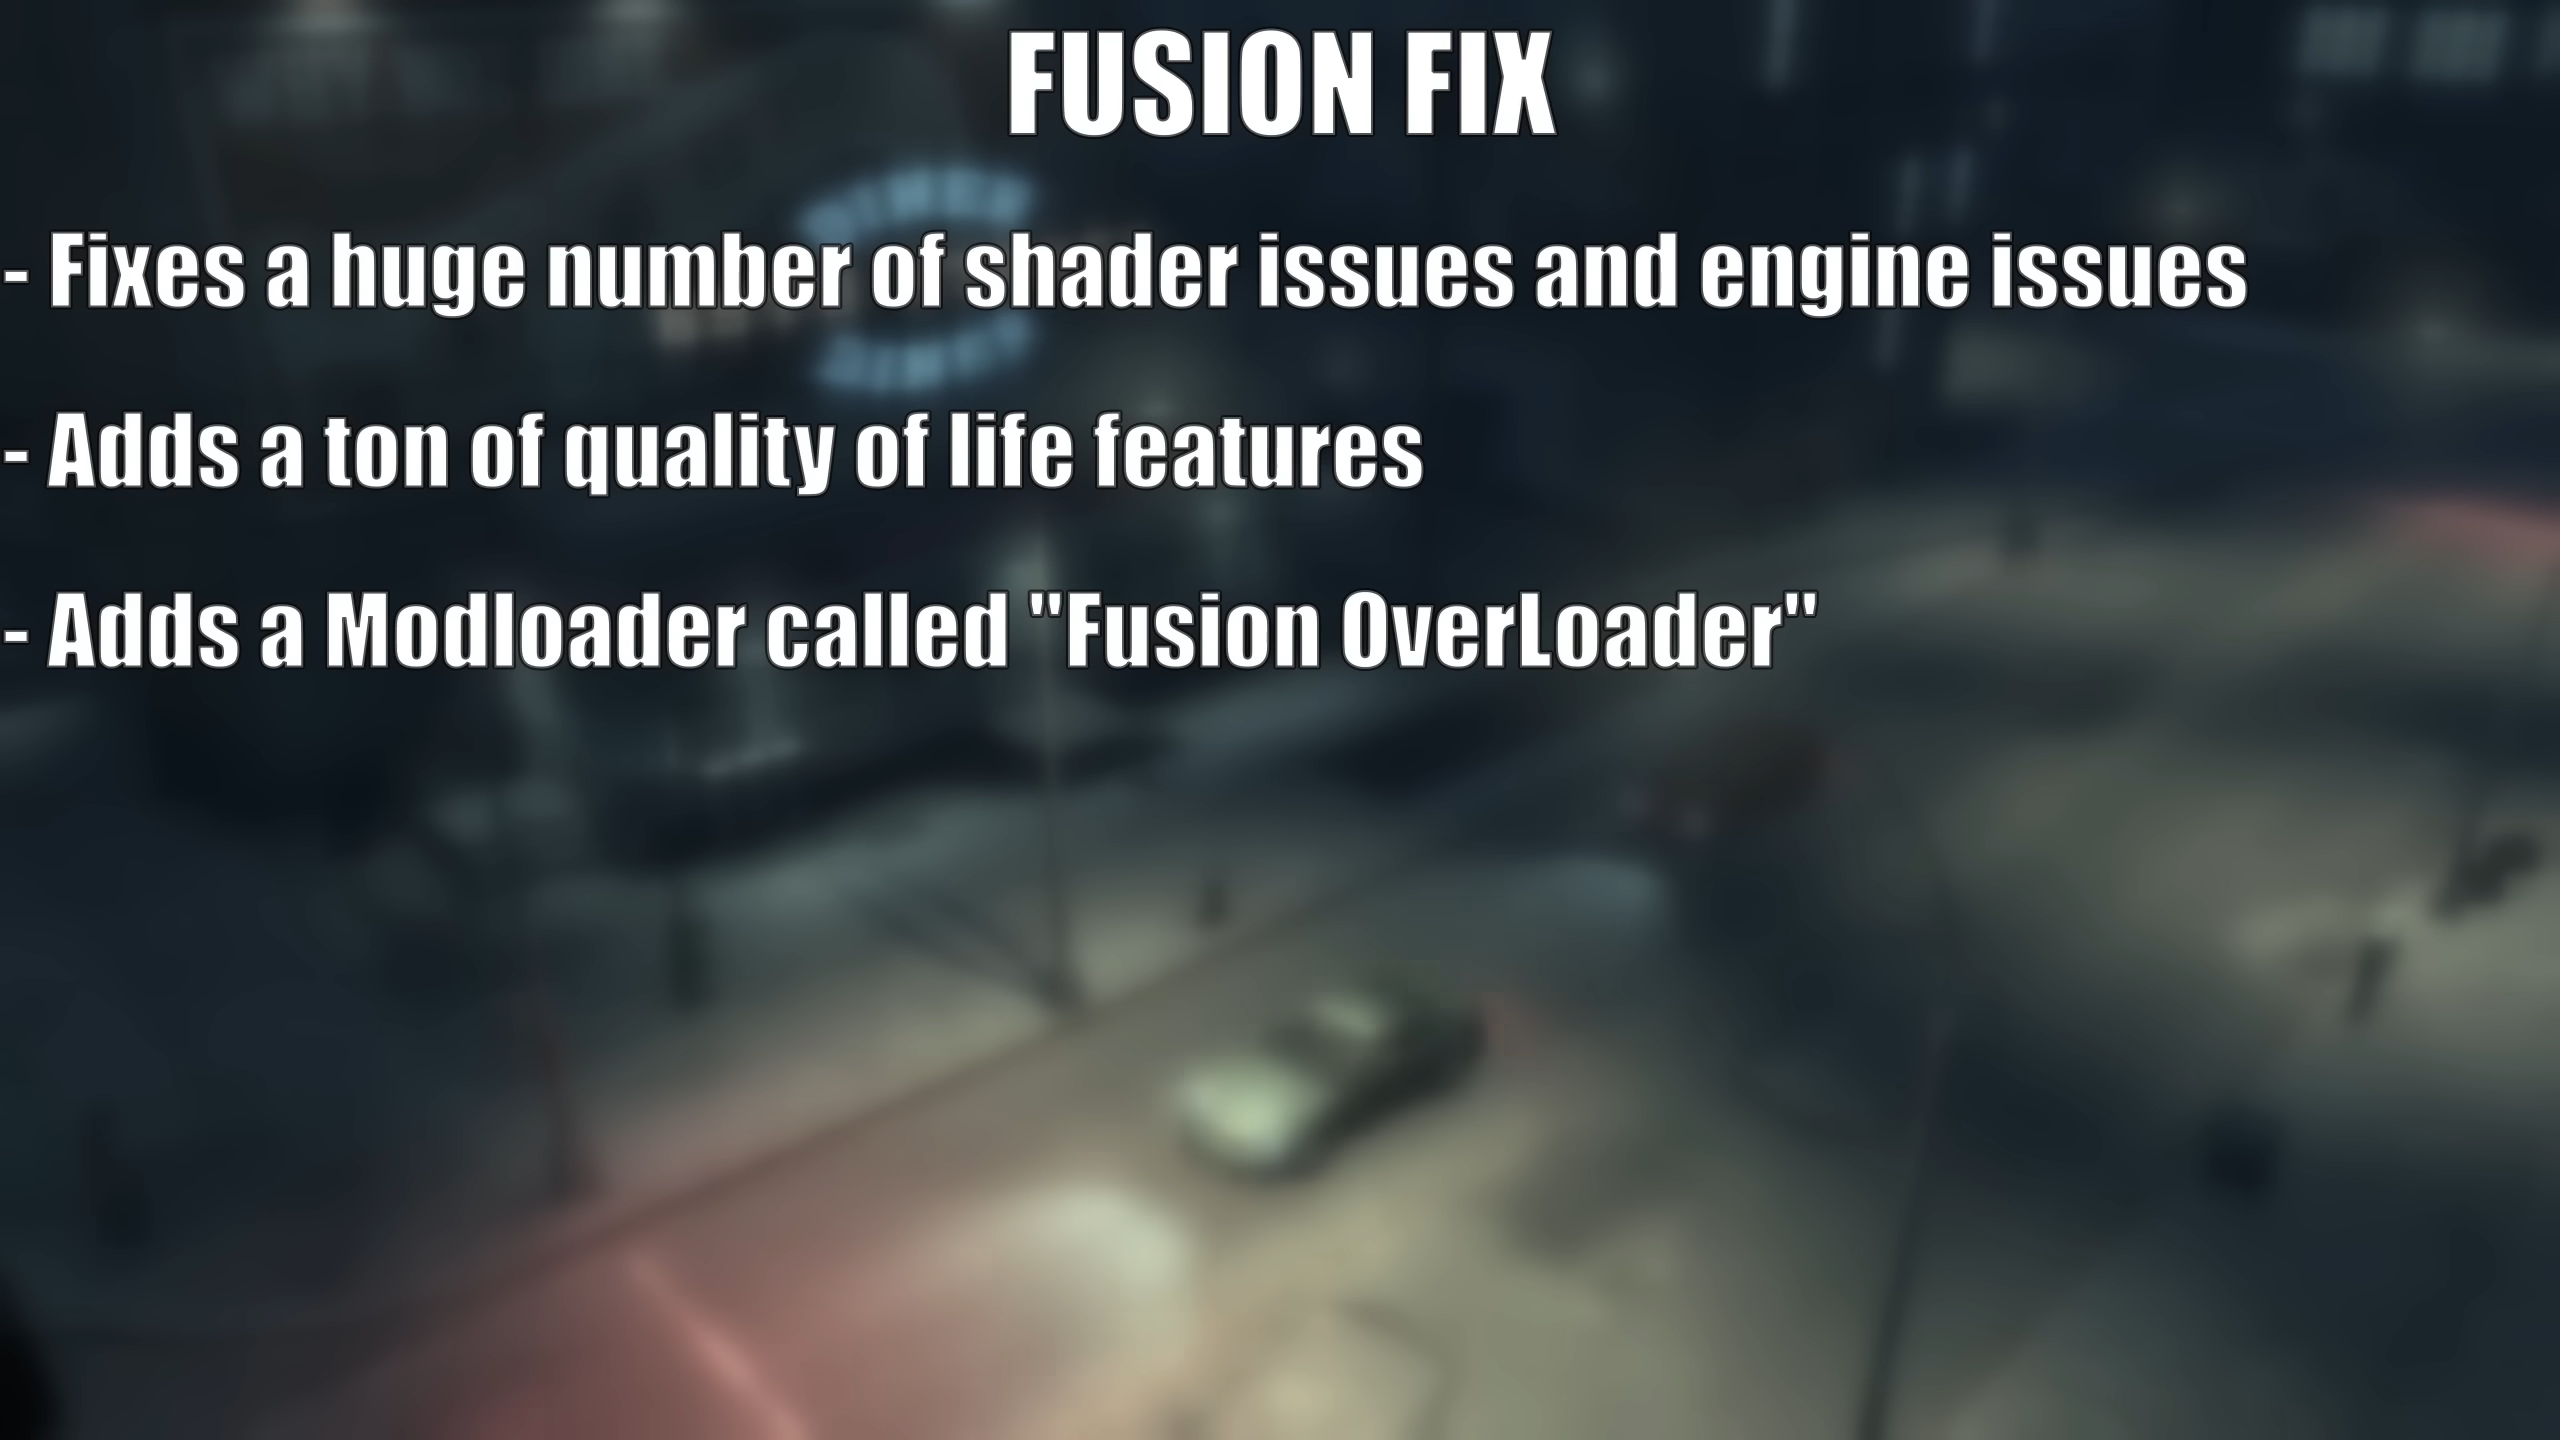 FUSION FIX
- Fixes a huge number of shader issues and engine issues
- Adds a ton of quality of life features
- Adds a Modloader called "Fusion OverLoader"